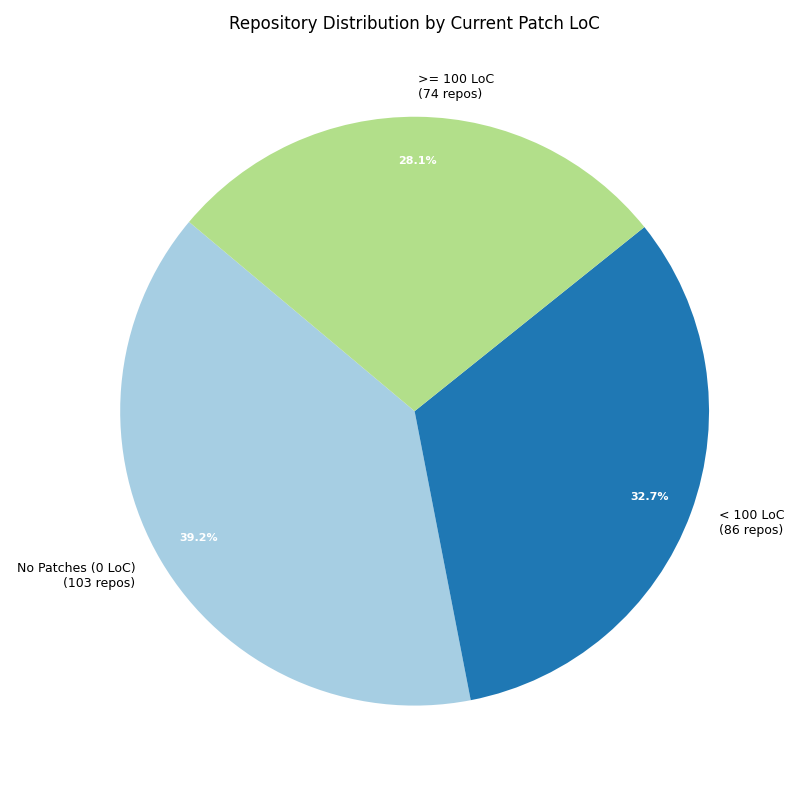 Repository Distribution by Current Patch LoC
>= 100 LoC
(74 repos)
28.1%
32.7%
< 100 LoC
(86 repos)
39.2%
No Patches (0 LoC)
(103 repos)